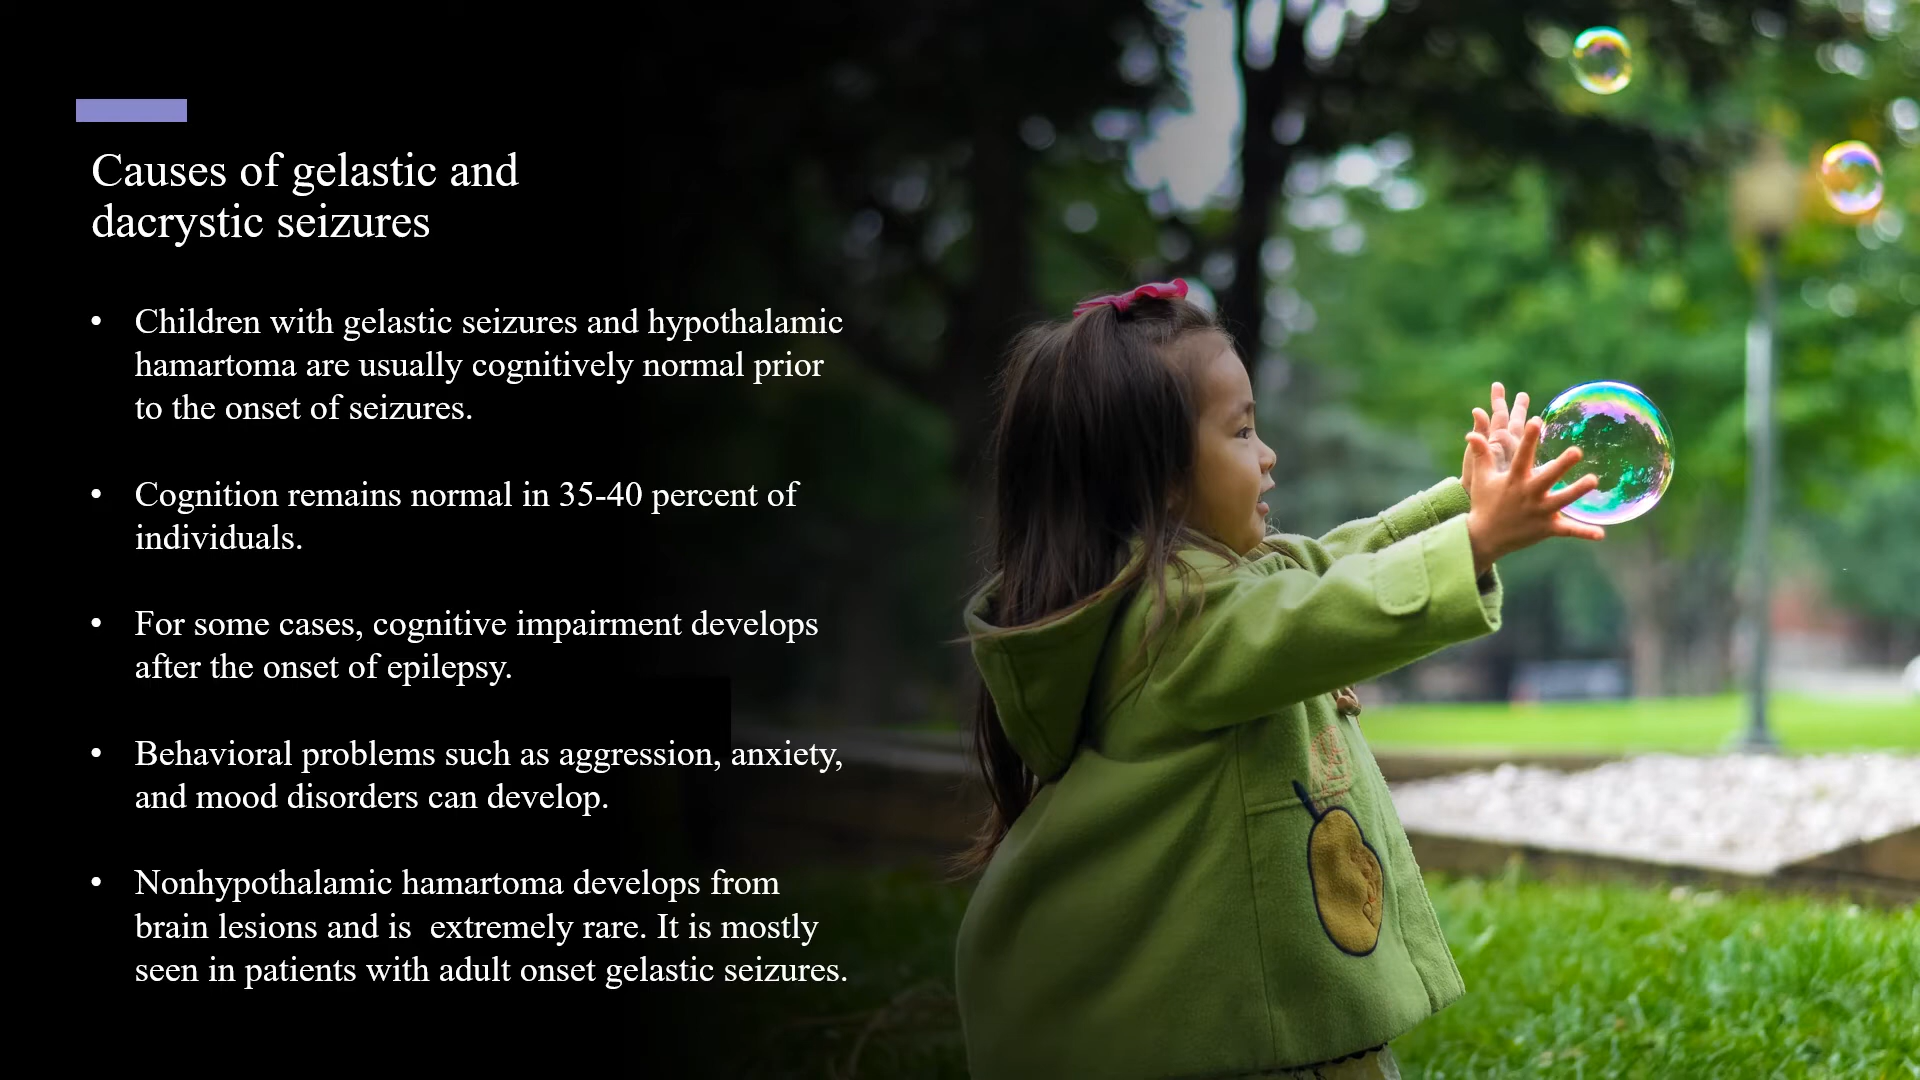 Causes of gelastic and
dacrystic seizures
• Children with gelastic seizures and hypothalamic
hamartoma are usually cognitively normal prior
to the onset of seizures.
• Cognition remains normal in 35-40 percent of
individuals.
• For some cases, cognitive impairment develops
after the onset of epilepsy.
• Behavioral problems such as aggression, anxiety,
and mood disorders can develop.
• Nonhypothalamic hamartoma develops from
brain lesions and is  extremely rare. It is mostly
seen in patients with adult onset gelastic seizures.